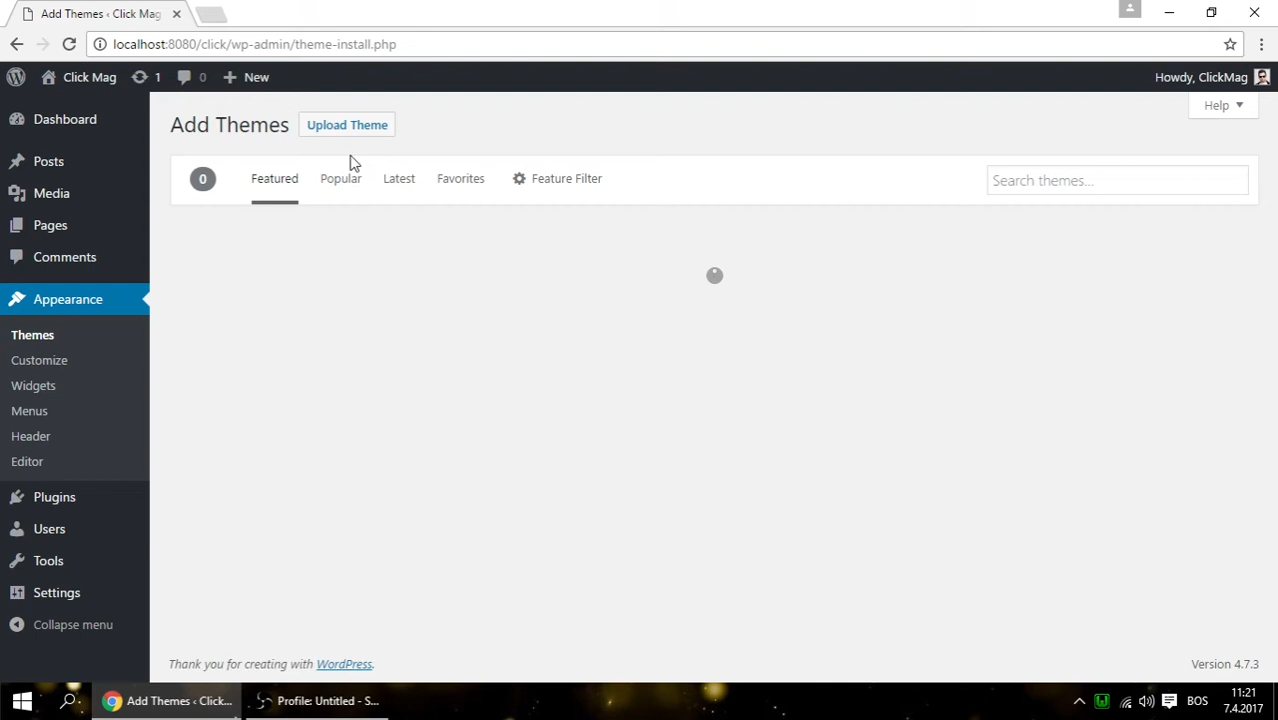 Add Themes ‹ Click Mag
localhost:8080/click/wp-admin/theme-install.php
Click Mag 1 0 New Howdy, ClickMag
Dashboard
Posts
Media
Pages
Comments
Appearance
Themes
Customize
Widgets
Menus
Header
Editor
Plugins
Users
Tools
Settings
Collapse menu
Help
Add Themes Upload Theme
0 Featured Popular Latest Favorites Feature Filter Search themes...
Thank you for creating with WordPress. Version 4.7.3
Add Themes ‹ Click... Profile: Untitled - S... BOS 11:21
7.4.2017